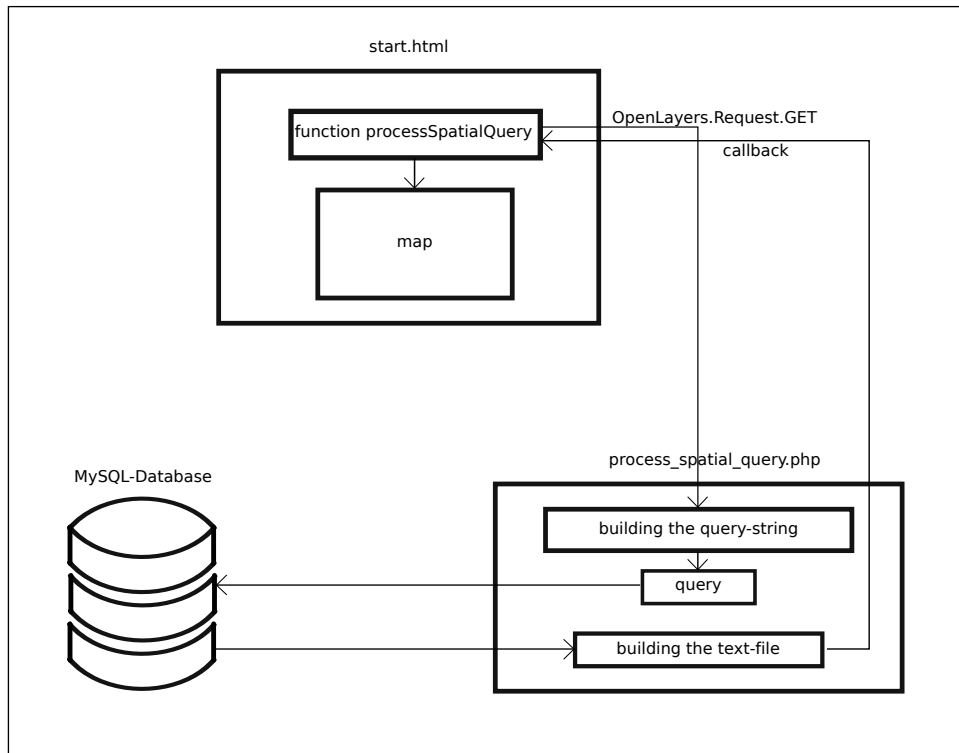 start.html
function processSpatialQuery
OpenLayers.Request.GET
callback
map
process_spatial_query.php
MySQL-Database
building the query-string
query
building the text-file